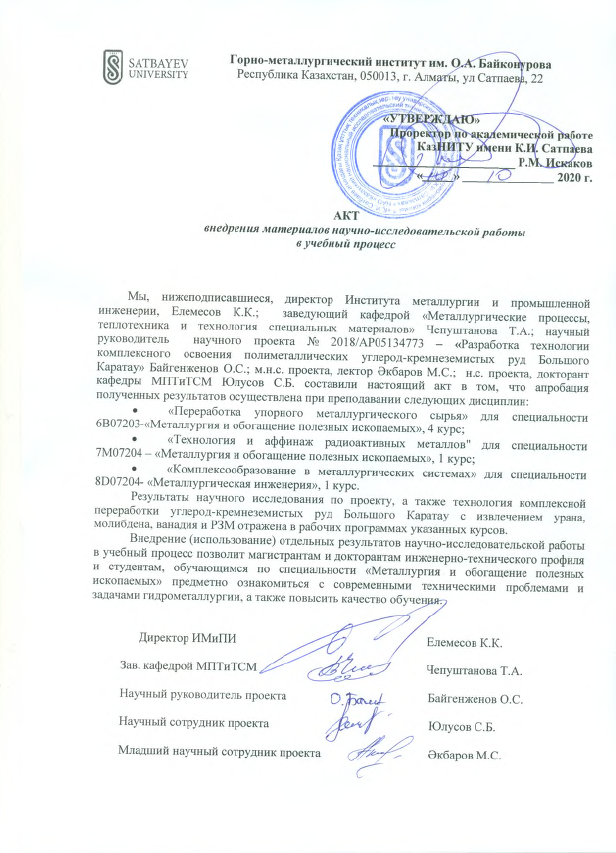 SATBAYEV
UNIVERSITY
Горно-металлургический институт им. О.А. Байконурова
Республика Казахстан, 050013, г. Алматы, ул Сатпаева, 22
«УТВЕРЖДАЮ»
Проректор по академической работе
КазНИТУ имени К.И. Сатпаева
Р.М. Искаков
« » 10 2020 г.
АКТ
внедрения материалов научно-исследовательской работы
в учебный процесс
Мы, нижеподписавшиеся, директор Института металлургии и промышленной
инженерии, Елемесов К.К.; заведующий кафедрой «Металлургические процессы,
теплотехника и технология специальных материалов» Чепуштанова Т.А.; научный
руководитель научного проекта № 2018/АР05134773 – «Разработка технологии
комплексного освоения полиметаллических углерод-кремнеземистых руд Большого
Каратау» Байгенженов О.С.; м.н.с. проекта, лектор Әкбаров М.С.; н.с. проекта, докторант
кафедры МПТиТСМ Юлусов С.Б. составили настоящий акт в том, что апробация
полученных результатов осуществлена при преподавании следующих дисциплин:
• «Переработка упорного металлургического сырья» для специальности
6В07203-«Металлургия и обогащение полезных ископаемых», 4 курс;
• «Технология и аффинаж радиоактивных металлов" для специальности
7М07204 – «Металлургия и обогащение полезных ископаемых», 1 курс;
• «Комплексообразование в металлургических системах» для специальности
8D07204- «Металлургическая инженерия», 1 курс.
Результаты научного исследования по проекту, а также технология комплексной
переработки углерод-кремнеземистых руд Большого Каратау с извлечением урана,
молибдена, ванадия и РЗМ отражена в рабочих программах указанных курсов.
Внедрение (использование) отдельных результатов научно-исследовательской работы
в учебный процесс позволят магистрантам и докторантам инженерно-технического профиля
и студентам, обучающимся по специальности «Металлургия и обогащение полезных
ископаемых» предметно ознакомиться с современными техническими проблемами и
задачами гидрометаллургии, а также повысить качество обучения.
Директор ИМиПИ Елемесов К.К.
Зав. кафедрой МПТиТСМ Чепуштанова Т.А.
Научный руководитель проекта Байгенженов О.С.
Научный сотрудник проекта Юлусов С.Б.
Младший научный сотрудник проекта Әкбаров М.С.